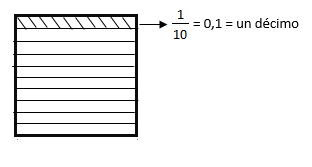 1/10 = 0,1 = un décimo